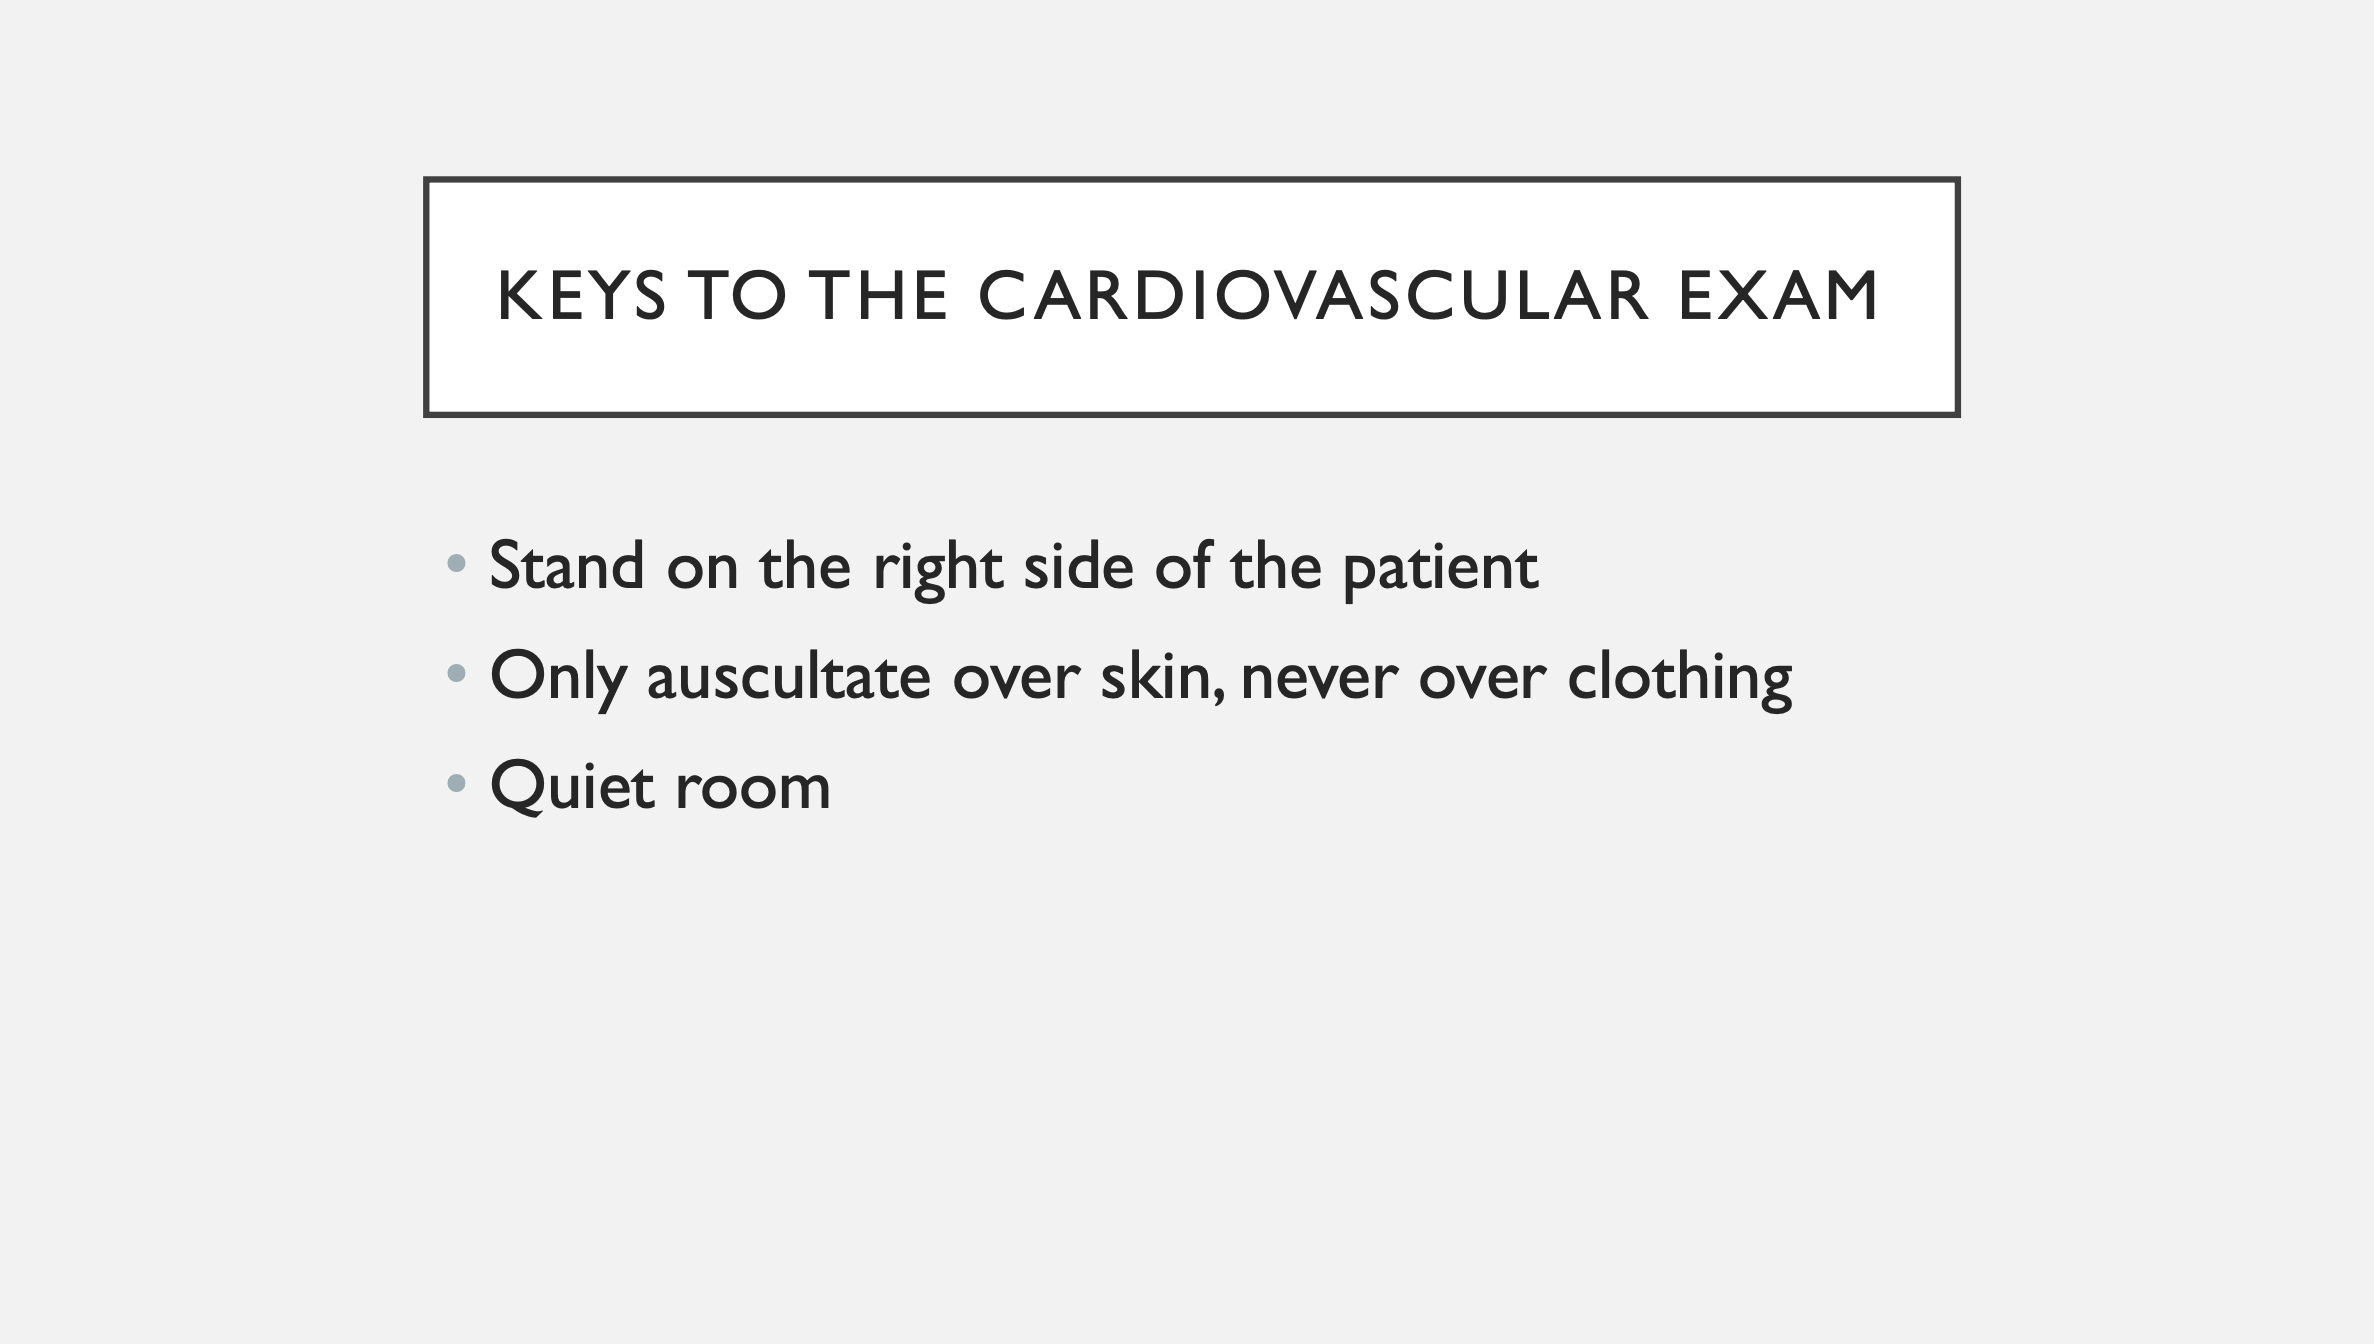 KEYS TO THE CARDIOVASCULAR EXAM
• Stand on the right side of the patient
• Only auscultate over skin, never over clothing
• Quiet room